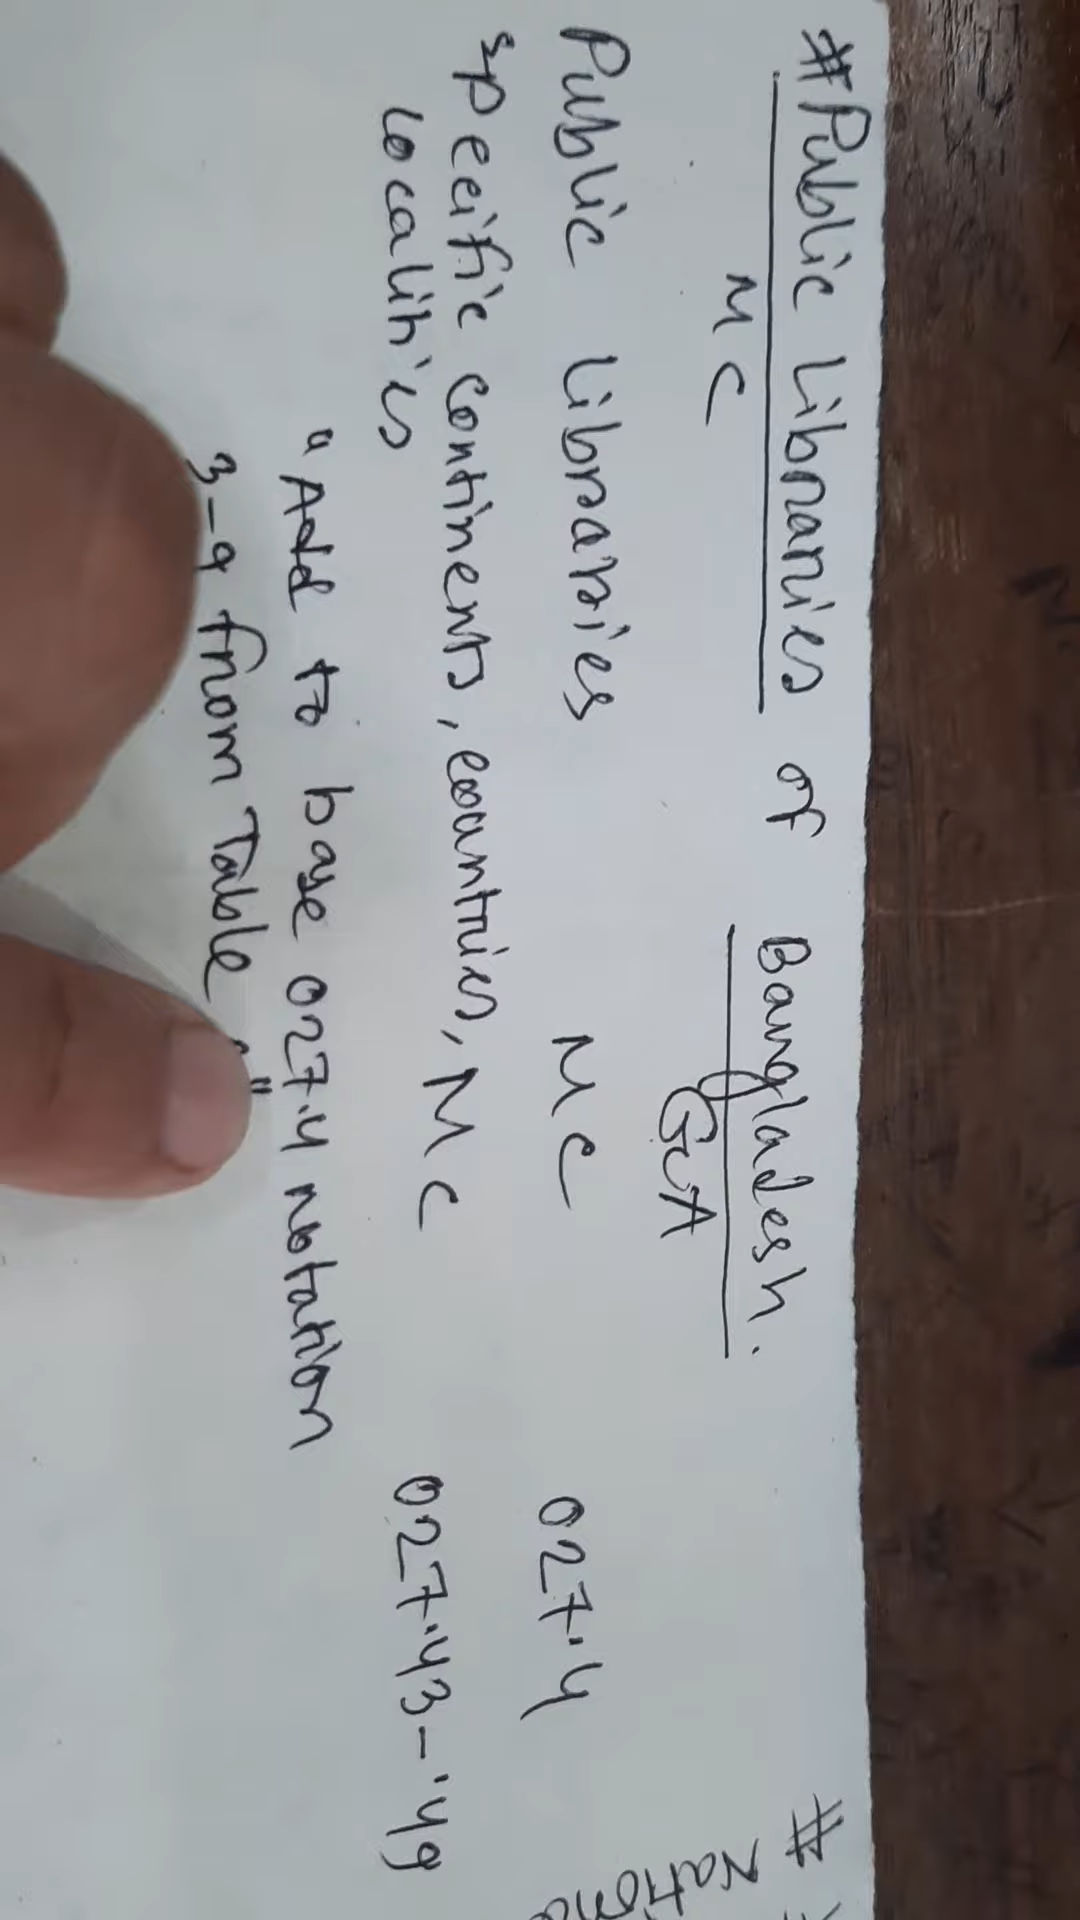 #Public Libraries of Bangladesh.
MC GA
Public Libraries MC 027.4
specific continents, countries, MC 027.43-.49
localities
"Add to base 027.4 notation
3-9 from Table "
#
Nationa